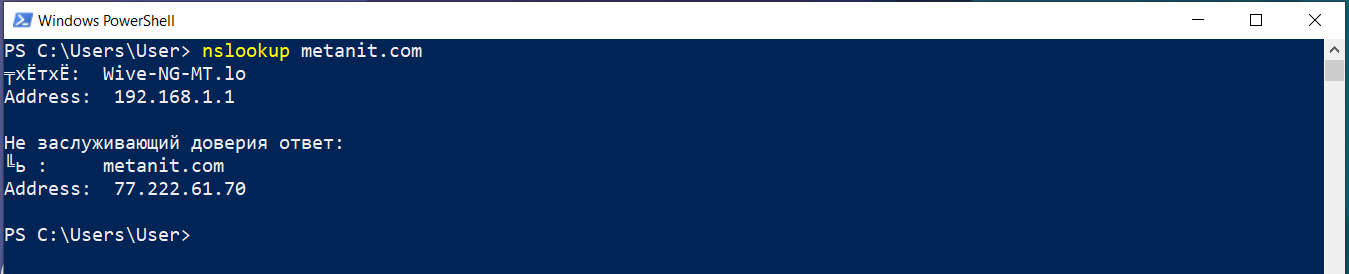 Windows PowerShell
PS C:\Users\User> nslookup metanit.com
╤хЁтхЁ:  Wive-NG-MT.lo
Address:  192.168.1.1
Не заслуживающий доверия ответ:
╚ь :     metanit.com
Address:  77.222.61.70
PS C:\Users\User>